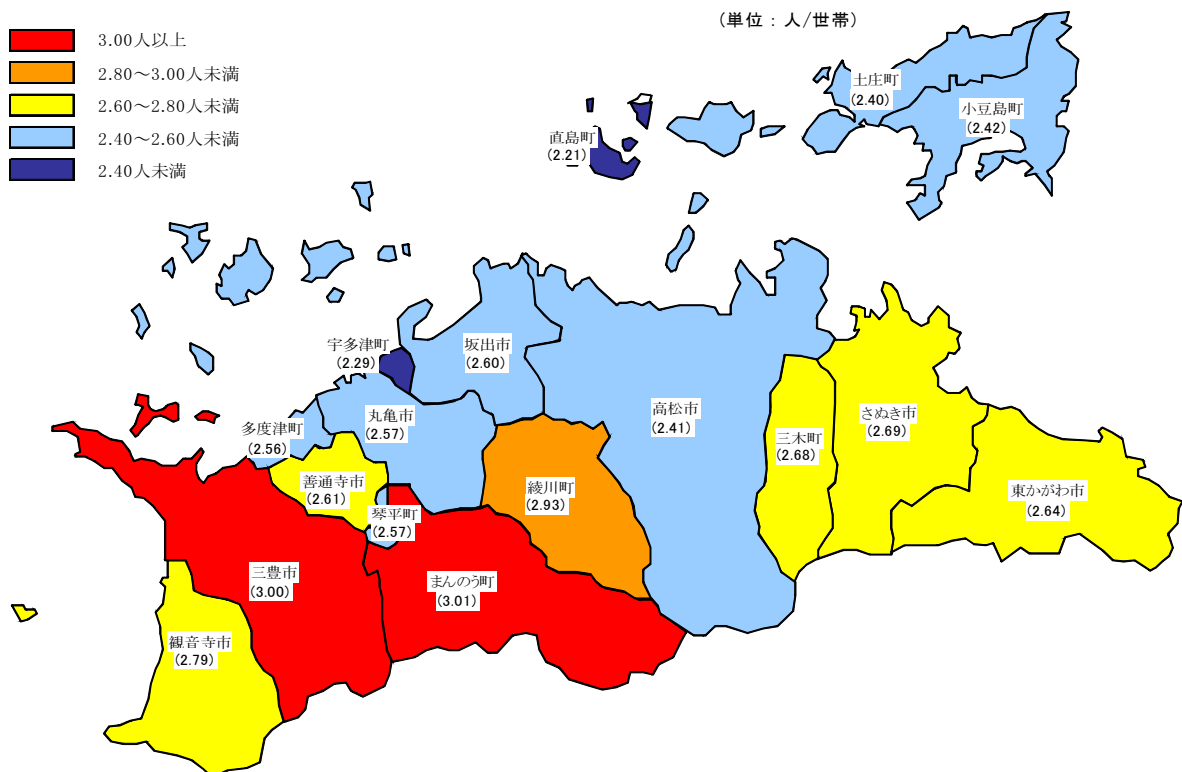 (単位：人/世帯)
3.00人以上
2.80～3.00人未満
2.60～2.80人未満
2.40～2.60人未満
2.40人未満
土庄町
(2.40)
小豆島町
(2.42)
直島町
(2.21)
宇多津町
(2.29)
坂出市
(2.60)
高松市
(2.41)
さぬき市
(2.69)
三木町
(2.68)
東かがわ市
(2.64)
多度津町
(2.56)
丸亀市
(2.57)
善通寺市
(2.61)
琴平町
(2.57)
綾川町
(2.93)
三豊市
(3.00)
まんのう町
(3.01)
観音寺市
(2.79)